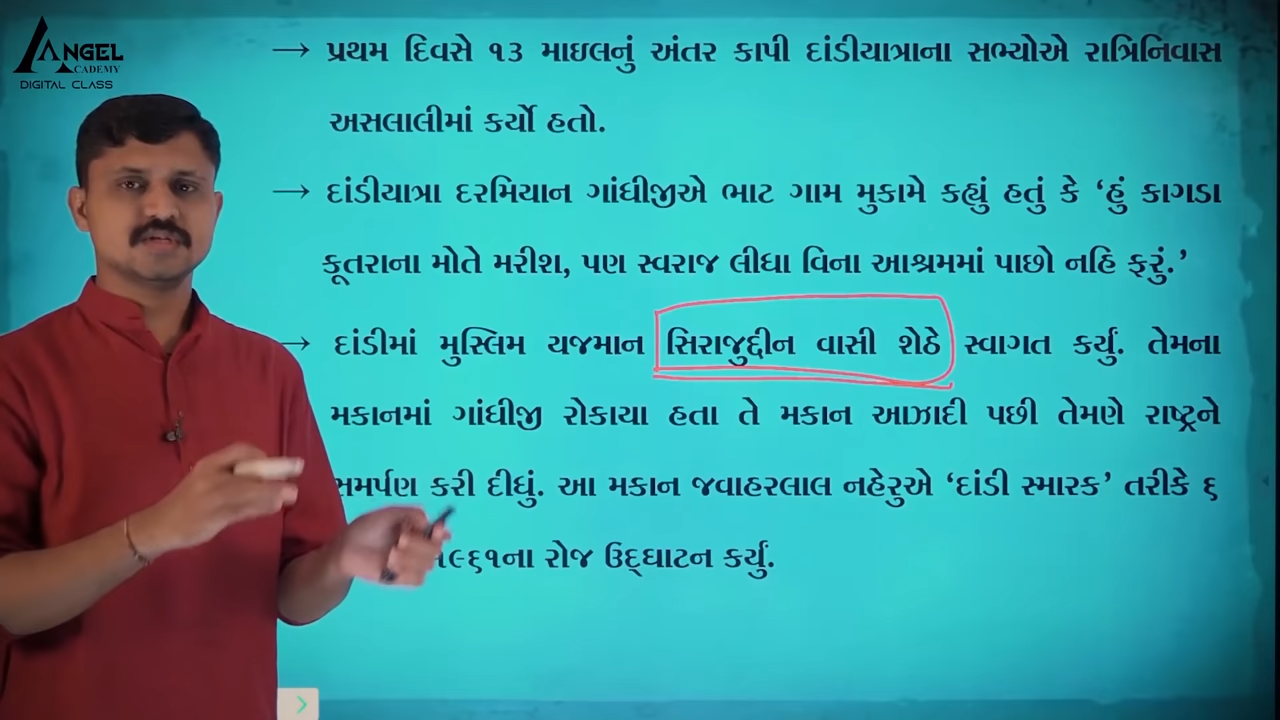 ANGEL
ACADEMY
DIGITAL CLASS
→ પ્રથમ દિવસે ૧૩ માઇલનું અંતર કાપી દાંડીયાત્રાના સભ્યોએ રાત્રિનિવાસ
અસલાલીમાં કર્યો હતો.
→ દાંડીયાત્રા દરમિયાન ગાંધીજીએ ભાટ ગામ મુકામે કહ્યું હતું કે ‘હું કાગડા
કૂતરાના મોતે મરીશ, પણ સ્વરાજ લીધા વિના આશ્રમમાં પાછો નહિ ફરું.’
→ દાંડીમાં મુસ્લિમ યજમાન સિરાજુદ્દીન વાસી શેઠે સ્વાગત કર્યું. તેમના
મકાનમાં ગાંધીજી રોકાયા હતા તે મકાન આઝાદી પછી તેમણે રાષ્ટ્રને
સમર્પણ કરી દીધું. આ મકાન જવાહરલાલ નહેરુએ ‘દાંડી સ્મારક’ તરીકે ૬
૧૯૬૧ના રોજ ઉદ્‌ઘાટન કર્યું.